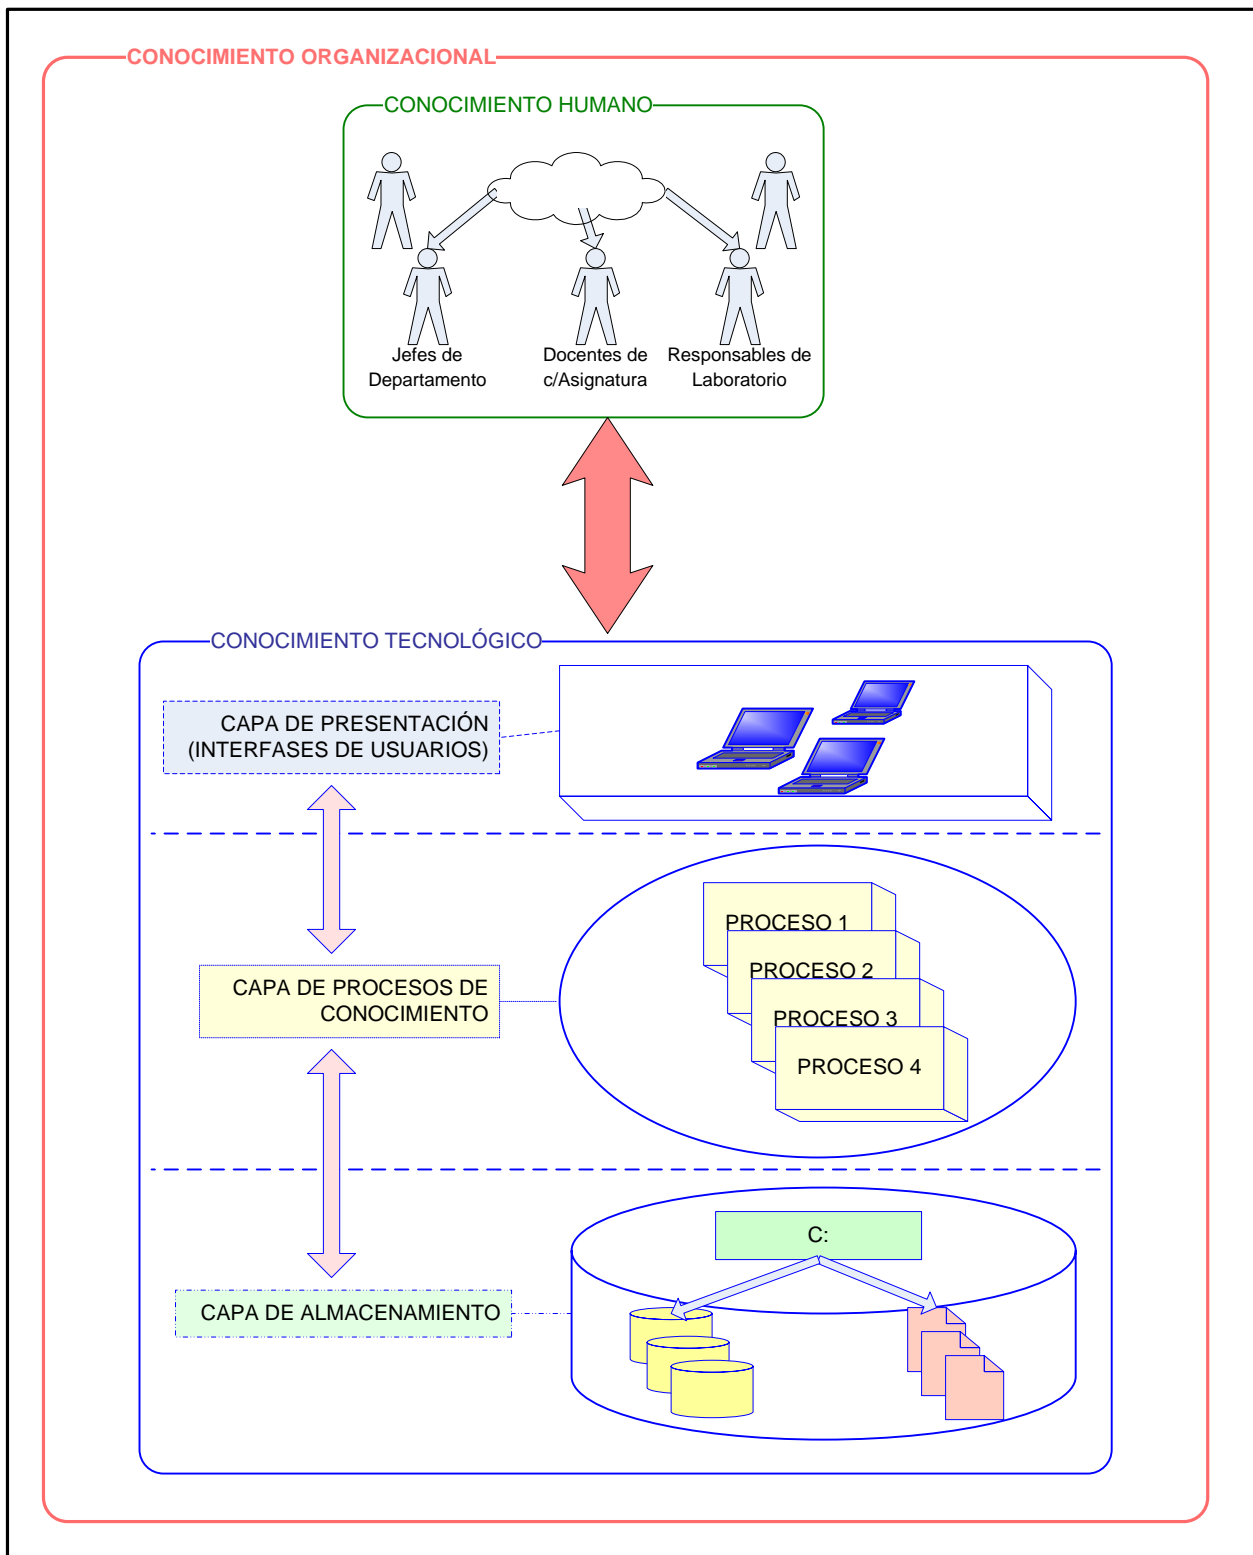 CONOCIMIENTO ORGANIZACIONAL
CONOCIMIENTO HUMANO
Jefes de
Departamento
Docentes de
c/Asignatura
Responsables de
Laboratorio
CONOCIMIENTO TECNOLÓGICO
CAPA DE PRESENTACIÓN
(INTERFASES DE USUARIOS)
PROCESO 1
PROCESO 2
PROCESO 3
PROCESO 4
CAPA DE PROCESOS DE
CONOCIMIENTO
C:
CAPA DE ALMACENAMIENTO